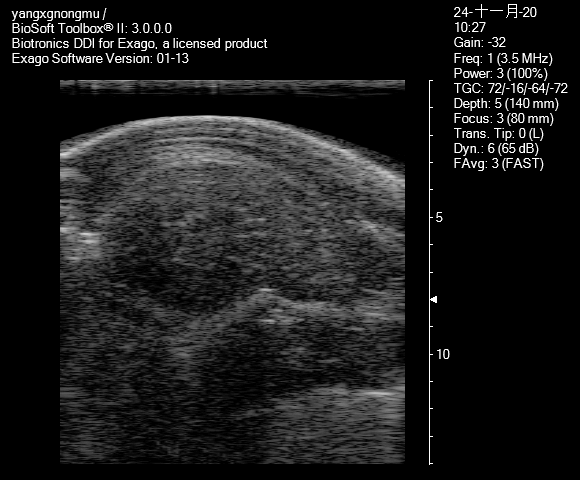 yangxgnongmu /
BioSoft Toolbox® II: 3.0.0.0
Biotronics DDI for Exago, a licensed product
Exago Software Version: 01-13
24-十一月-20
10:27
Gain: -32
Freq: 1 (3.5 MHz)
Power: 3 (100%)
TGC: 72/-16/-64/-72
Depth: 5 (140 mm)
Focus: 3 (80 mm)
Trans. Tip: 0 (L)
Dyn.: 6 (65 dB)
FAvg: 3 (FAST)
5
10